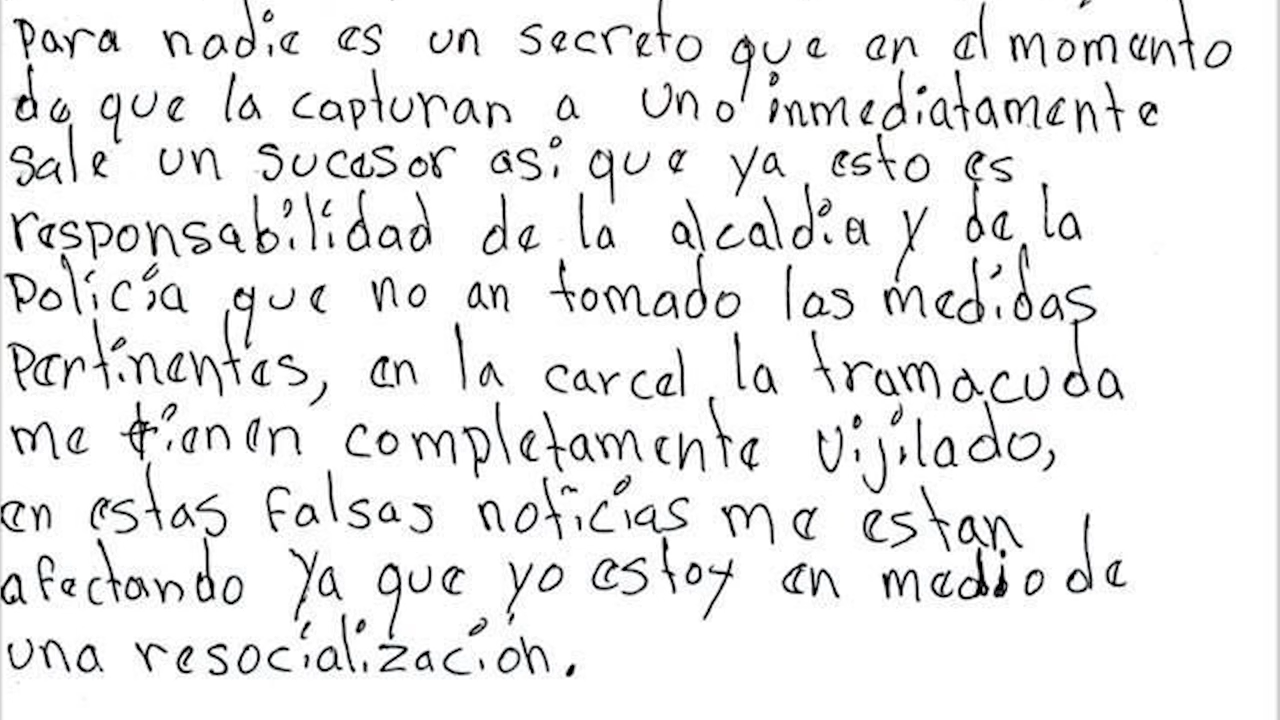 Para nadie es un secreto que en el momento
de que la capturan a uno inmediatamente
sale un sucesor asi que ya esto es
responsabilidad de la alcaldia y de la
Policía que no an tomado las medidas
Pertinentes, en la carcel la tramacuda
me tienen completamente vijilado,
en estas falsas noticias me estan
afectando ya que yo estoy en medio de
una resocialización.